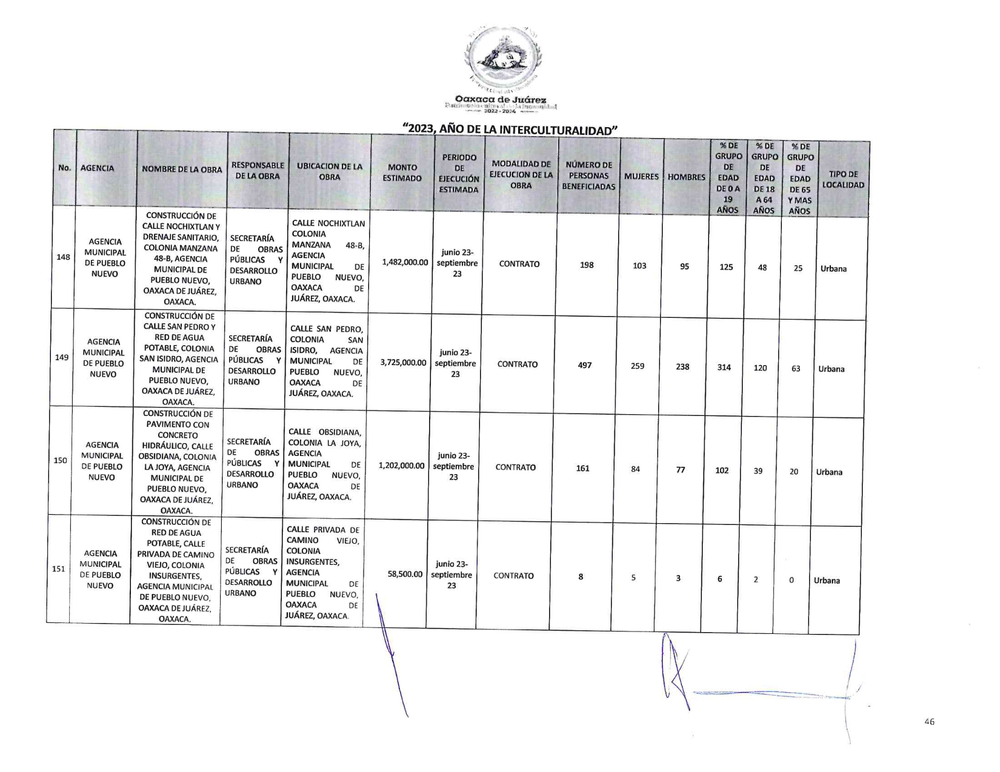 Oaxaca de Juárez
2022 - 2024
“2023, AÑO DE LA INTERCULTURALIDAD”
No.
AGENCIA
NOMBRE DE LA OBRA
RESPONSABLE
DE LA OBRA
UBICACION DE LA
OBRA
MONTO
ESTIMADO
PERIODO
DE
EJECUCIÓN
ESTIMADA
MODALIDAD DE
EJECUCION DE LA
OBRA
NÚMERO DE
PERSONAS
BENEFICIADAS
MUJERES
HOMBRES
% DE
GRUPO
DE
EDAD
DE 0 A
19
AÑOS
% DE
GRUPO
DE
EDAD
DE 18
A 64
AÑOS
% DE
GRUPO
DE
EDAD
DE 65
Y MAS
AÑOS
TIPO DE
LOCALIDAD
148
AGENCIA
MUNICIPAL
DE PUEBLO
NUEVO
CONSTRUCCIÓN DE
CALLE NOCHIXTLAN Y
DRENAJE SANITARIO,
COLONIA MANZANA
48-B, AGENCIA
MUNICIPAL DE
PUEBLO NUEVO,
OAXACA DE JUÁREZ,
OAXACA.
SECRETARÍA
DE OBRAS
PÚBLICAS Y
DESARROLLO
URBANO
CALLE NOCHIXTLAN
COLONIA
MANZANA 48-B,
AGENCIA
MUNICIPAL DE
PUEBLO NUEVO,
OAXACA DE
JUÁREZ, OAXACA.
1,482,000.00
junio 23-
septiembre
23
CONTRATO
198
103
95
125
48
25
Urbana
149
AGENCIA
MUNICIPAL
DE PUEBLO
NUEVO
CONSTRUCCIÓN DE
CALLE SAN PEDRO Y
RED DE AGUA
POTABLE, COLONIA
SAN ISIDRO, AGENCIA
MUNICIPAL DE
PUEBLO NUEVO,
OAXACA DE JUÁREZ,
OAXACA.
SECRETARÍA
DE OBRAS
PÚBLICAS Y
DESARROLLO
URBANO
CALLE SAN PEDRO,
COLONIA SAN
ISIDRO, AGENCIA
MUNICIPAL DE
PUEBLO NUEVO,
OAXACA DE
JUÁREZ, OAXACA.
3,725,000.00
junio 23-
septiembre
23
CONTRATO
497
259
238
314
120
63
Urbana
150
AGENCIA
MUNICIPAL
DE PUEBLO
NUEVO
CONSTRUCCIÓN DE
PAVIMENTO CON
CONCRETO
HIDRÁULICO, CALLE
OBSIDIANA, COLONIA
LA JOYA, AGENCIA
MUNICIPAL DE
PUEBLO NUEVO,
OAXACA DE JUÁREZ,
OAXACA.
SECRETARÍA
DE OBRAS
PÚBLICAS Y
DESARROLLO
URBANO
CALLE OBSIDIANA,
COLONIA LA JOYA,
AGENCIA
MUNICIPAL DE
PUEBLO NUEVO,
OAXACA DE
JUÁREZ, OAXACA.
1,202,000.00
junio 23-
septiembre
23
CONTRATO
161
84
77
102
39
20
Urbana
151
AGENCIA
MUNICIPAL
DE PUEBLO
NUEVO
CONSTRUCCIÓN DE
RED DE AGUA
POTABLE, CALLE
PRIVADA DE CAMINO
VIEJO, COLONIA
INSURGENTES,
AGENCIA MUNICIPAL
DE PUEBLO NUEVO,
OAXACA DE JUÁREZ,
OAXACA.
SECRETARÍA
DE OBRAS
PÚBLICAS Y
DESARROLLO
URBANO
CALLE PRIVADA DE
CAMINO VIEJO,
COLONIA
INSURGENTES,
AGENCIA
MUNICIPAL DE
PUEBLO NUEVO,
OAXACA DE
JUÁREZ, OAXACA.
58,500.00
junio 23-
septiembre
23
CONTRATO
8
5
3
6
2
0
Urbana
46